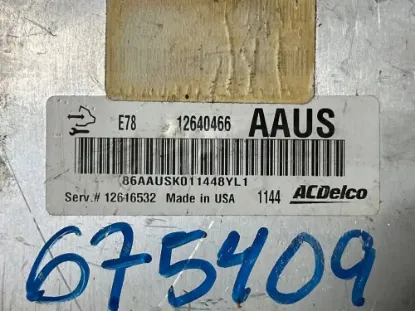 E78 12640466 AAUS
86AAUSK011448YL1
Serv.# 12616532 Made in USA 1144 ACDelco
675409